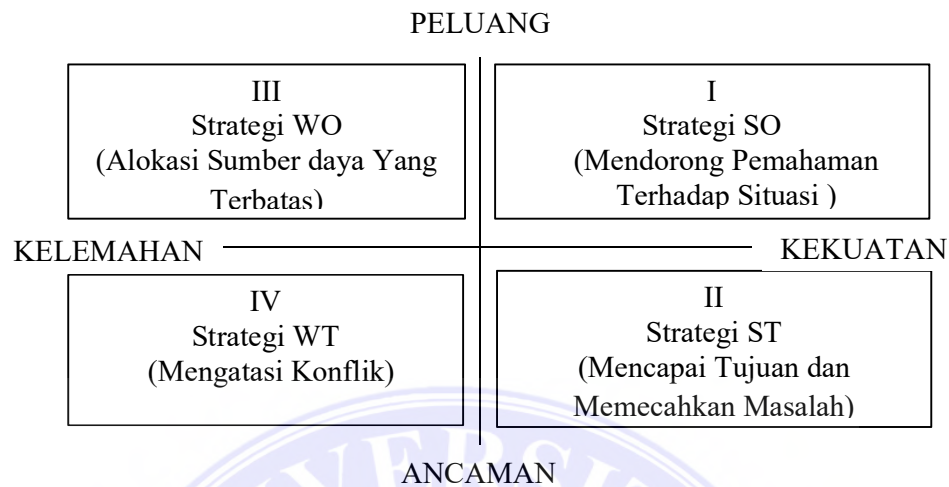 PELUANG
III
Strategi WO
(Alokasi Sumber daya Yang
Terbatas)
I
Strategi SO
(Mendorong Pemahaman
Terhadap Situasi )
KELEMAHAN
KEKUATAN
IV
Strategi WT
(Mengatasi Konflik)
II
Strategi ST
(Mencapai Tujuan dan
Memecahkan Masalah)
ANCAMAN